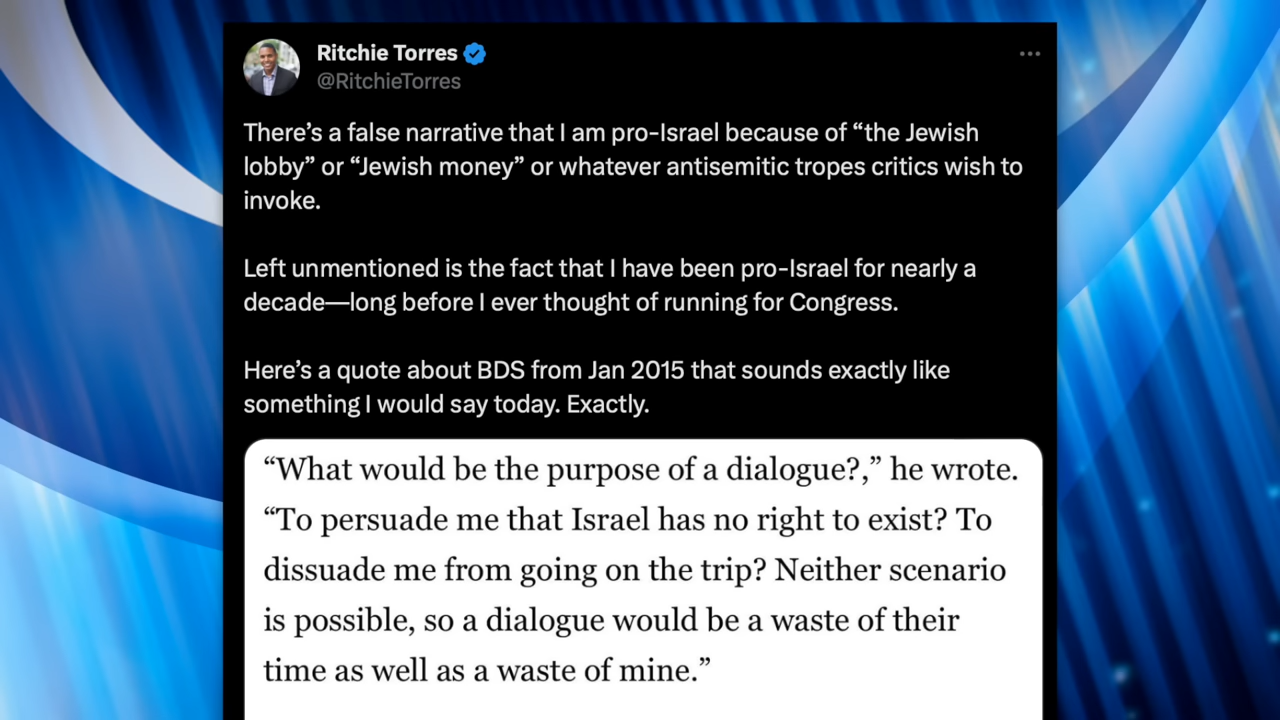 Ritchie Torres
@RitchieTorres
There’s a false narrative that I am pro-Israel because of “the Jewish
lobby” or “Jewish money” or whatever antisemitic tropes critics wish to
invoke.
Left unmentioned is the fact that I have been pro-Israel for nearly a
decade—long before I ever thought of running for Congress.
Here’s a quote about BDS from Jan 2015 that sounds exactly like
something I would say today. Exactly.
“What would be the purpose of a dialogue?,” he wrote.
“To persuade me that Israel has no right to exist? To
dissuade me from going on the trip? Neither scenario
is possible, so a dialogue would be a waste of their
time as well as a waste of mine.”